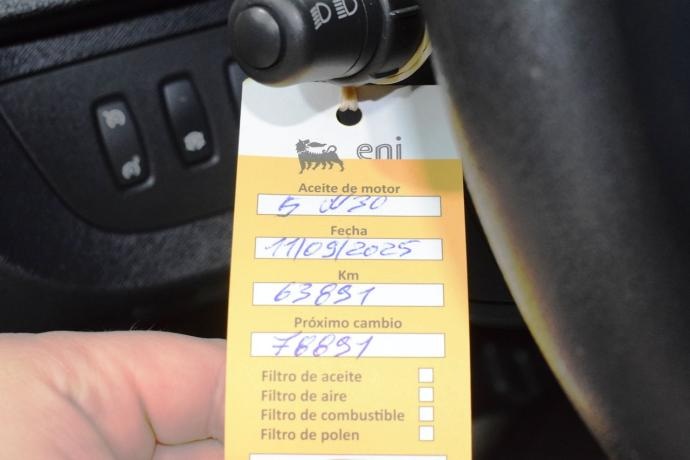 eni
Aceite de motor
5 W30
Fecha
11/09/2025
Km
63891
Próximo cambio
78891
Filtro de aceite
Filtro de aire
Filtro de combustible
Filtro de polen